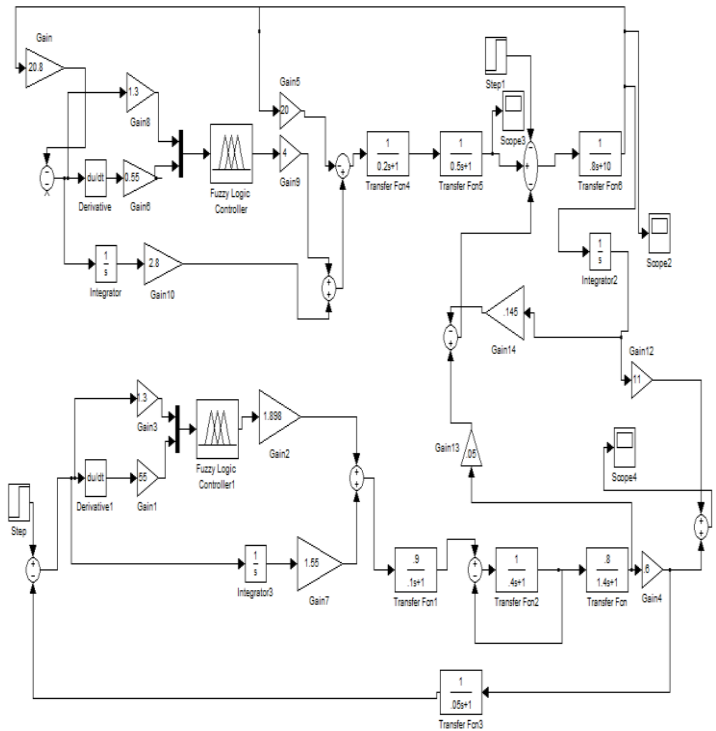 Gain
20.8
1.3
Gain8
du/dt
Derivative
0.55
Gain6
1
s
Integrator
2.8
Gain10
Fuzzy Logic
Controller
Gain5
20
4
Gain9
1
0.2s+1
Transfer Fcn4
1
0.5s+1
Transfer Fcn5
Step1
Scope3
1
.8s+10
Transfer Fcn6
Scope2
1
s
Integrator2
.145
Gain14
Gain12
11
Gain13
.05
Scope4
1.3
Gain3
du/dt
Derivative1
.55
Gain1
Fuzzy Logic
Controller1
1.898
Gain2
Step
1
s
Integrator3
1.55
Gain7
.9
.1s+1
Transfer Fcn1
1
.4s+1
Transfer Fcn2
.8
1.4s+1
Transfer Fcn
.6
Gain4
1
.05s+1
Transfer Fcn3